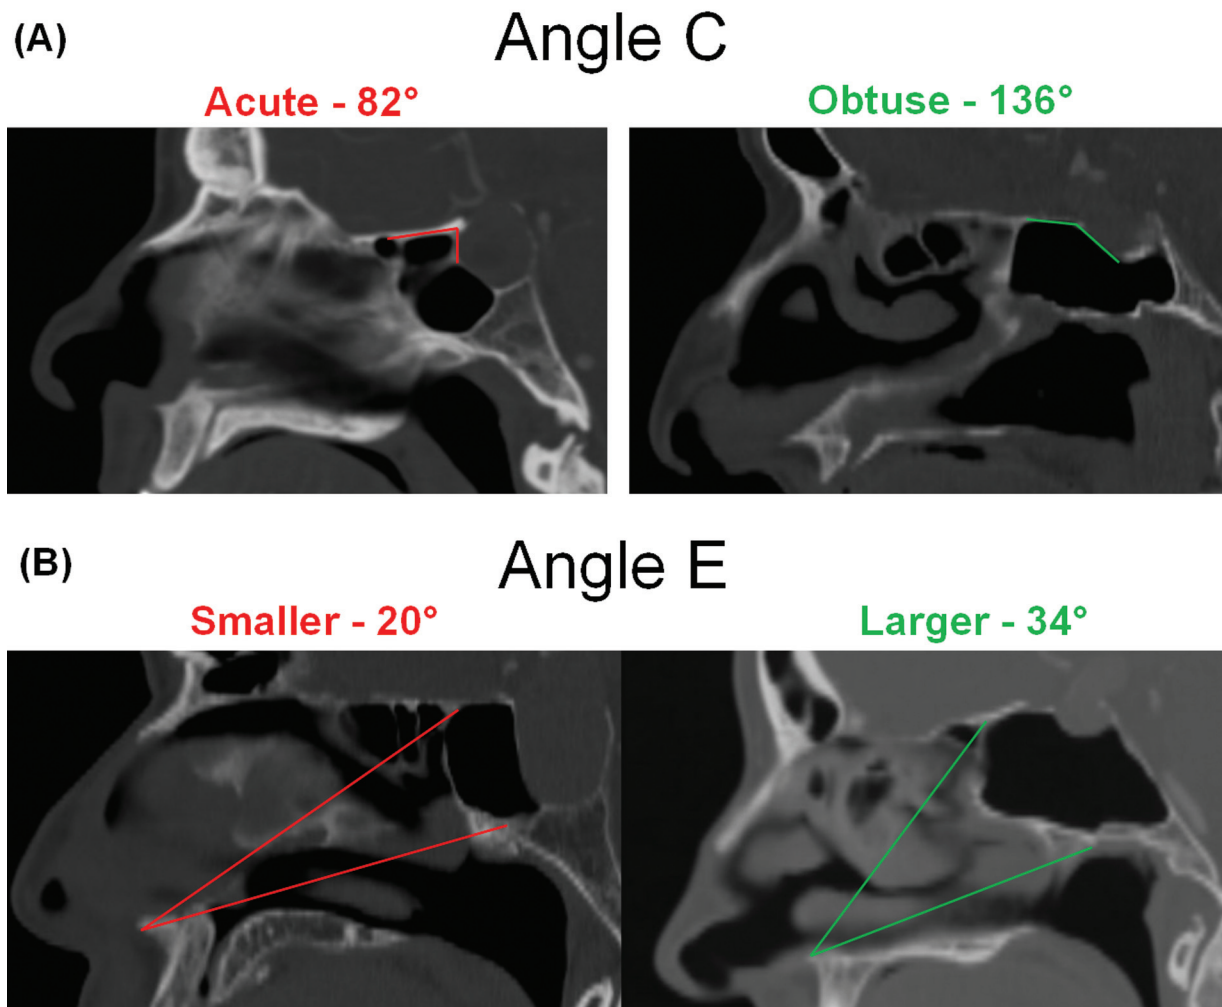 (A)
Angle C
Acute - 82°
Obtuse - 136°
(B)
Angle E
Smaller - 20°
Larger - 34°